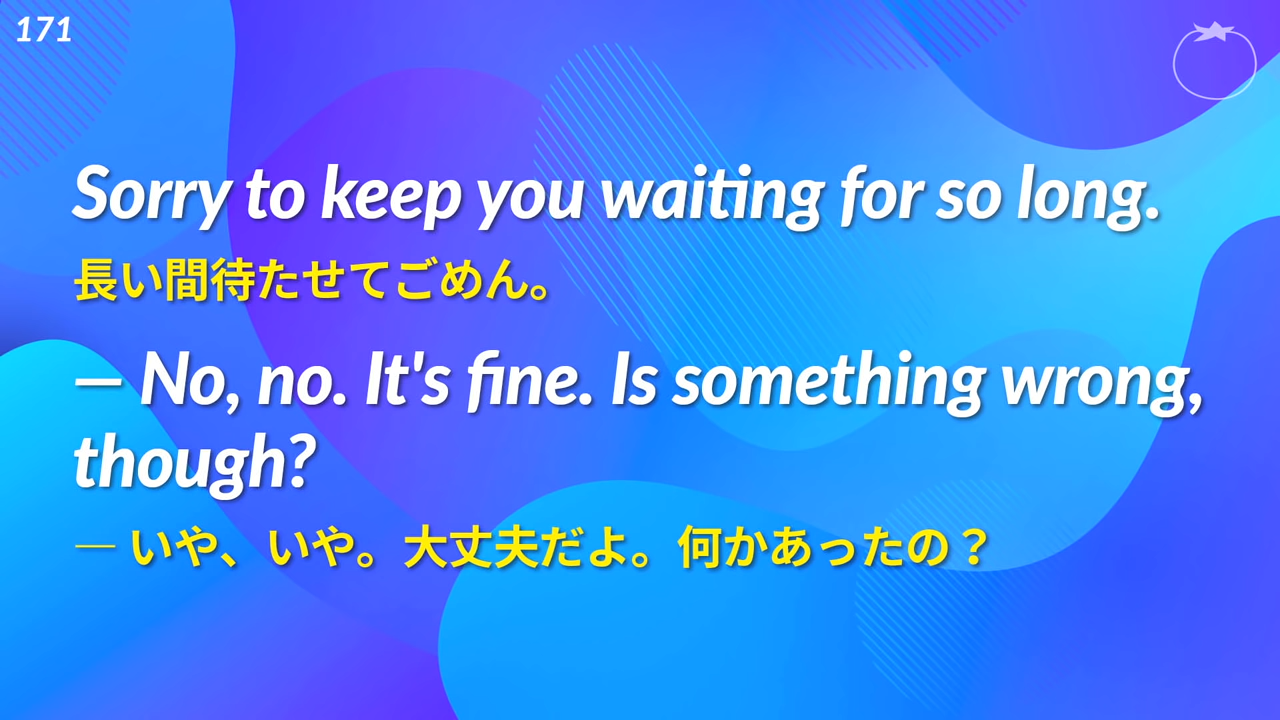 171
Sorry to keep you waiting for so long.
長い間待たせてごめん。
— No, no. It's fine. Is something wrong,
though?
— いや、いや。大丈夫だよ。何かあったの？